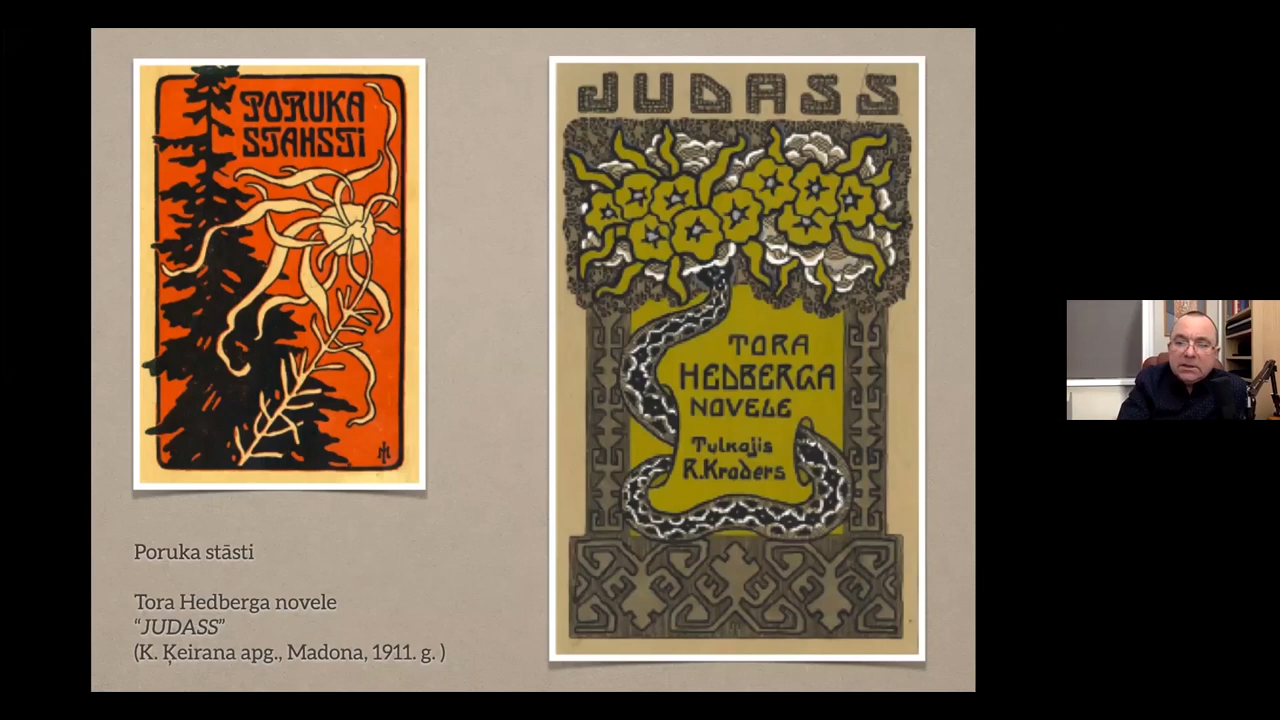 PORUKA
STAHSTI
JUDASS
TORA
HEDBERGA
NOVELE
Tulkojis
R.Kroders
Poruka stāsti
Tora Hedberga novele
“JUDASS”
(K. Ķeirana apg., Madona, 1911. g. )